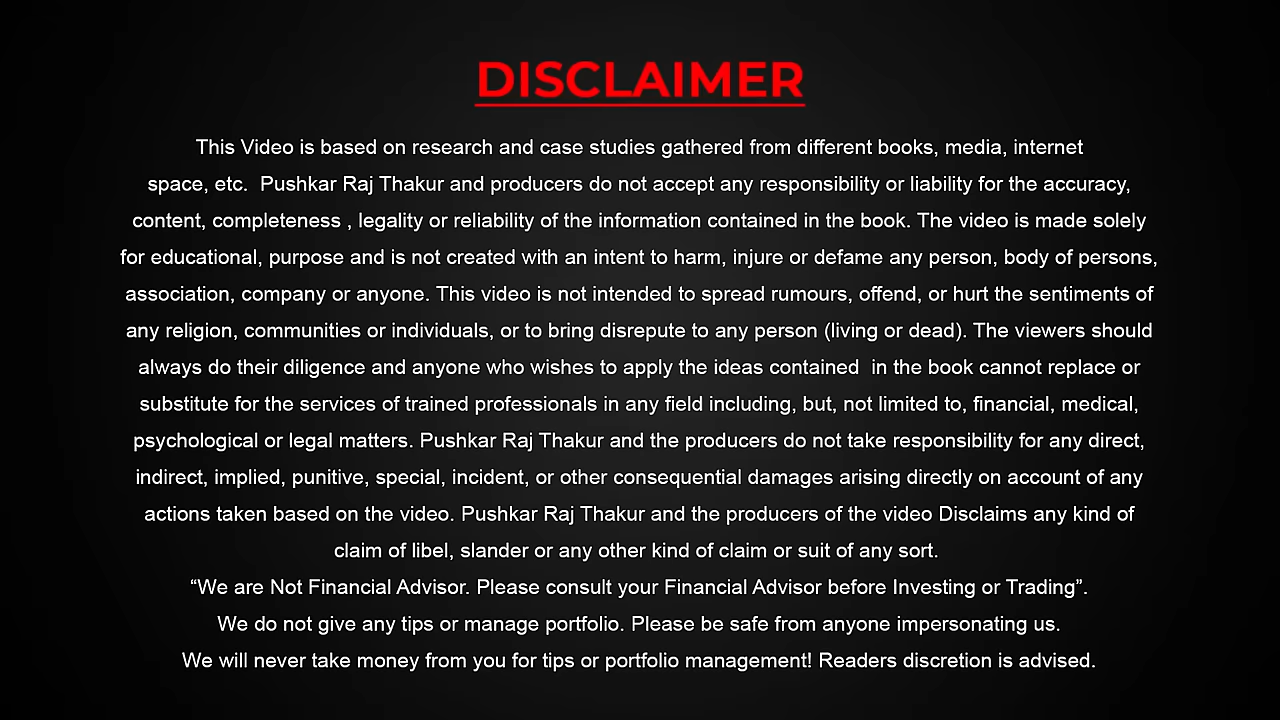 DISCLAIMER
This Video is based on research and case studies gathered from different books, media, internet
space, etc.  Pushkar Raj Thakur and producers do not accept any responsibility or liability for the accuracy,
content, completeness , legality or reliability of the information contained in the book. The video is made solely
for educational, purpose and is not created with an intent to harm, injure or defame any person, body of persons,
association, company or anyone. This video is not intended to spread rumours, offend, or hurt the sentiments of
any religion, communities or individuals, or to bring disrepute to any person (living or dead). The viewers should
always do their diligence and anyone who wishes to apply the ideas contained  in the book cannot replace or
substitute for the services of trained professionals in any field including, but, not limited to, financial, medical,
psychological or legal matters. Pushkar Raj Thakur and the producers do not take responsibility for any direct,
indirect, implied, punitive, special, incident, or other consequential damages arising directly on account of any
actions taken based on the video. Pushkar Raj Thakur and the producers of the video Disclaims any kind of
claim of libel, slander or any other kind of claim or suit of any sort.
“We are Not Financial Advisor. Please consult your Financial Advisor before Investing or Trading”.
We do not give any tips or manage portfolio. Please be safe from anyone impersonating us.
We will never take money from you for tips or portfolio management! Readers discretion is advised.